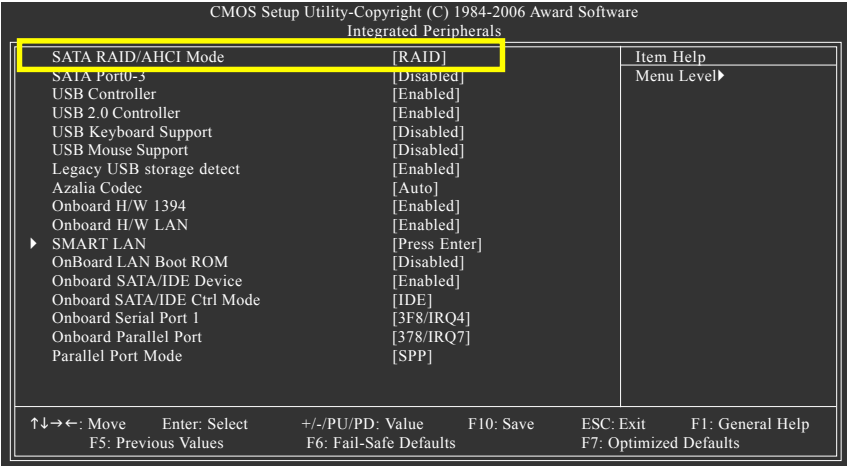 CMOS Setup Utility-Copyright (C) 1984-2006 Award Software
Integrated Peripherals
SATA RAID/AHCI Mode [RAID] Item Help
SATA Port0-3 [Disabled] Menu Level▶
USB Controller [Enabled]
USB 2.0 Controller [Enabled]
USB Keyboard Support [Disabled]
USB Mouse Support [Disabled]
Legacy USB storage detect [Enabled]
Azalia Codec [Auto]
Onboard H/W 1394 [Enabled]
Onboard H/W LAN [Enabled]
▶ SMART LAN [Press Enter]
OnBoard LAN Boot ROM [Disabled]
Onboard SATA/IDE Device [Enabled]
Onboard SATA/IDE Ctrl Mode [IDE]
Onboard Serial Port 1 [3F8/IRQ4]
Onboard Parallel Port [378/IRQ7]
Parallel Port Mode [SPP]
↑↓→←: Move Enter: Select +/-/PU/PD: Value F10: Save ESC: Exit F1: General Help
F5: Previous Values F6: Fail-Safe Defaults F7: Optimized Defaults